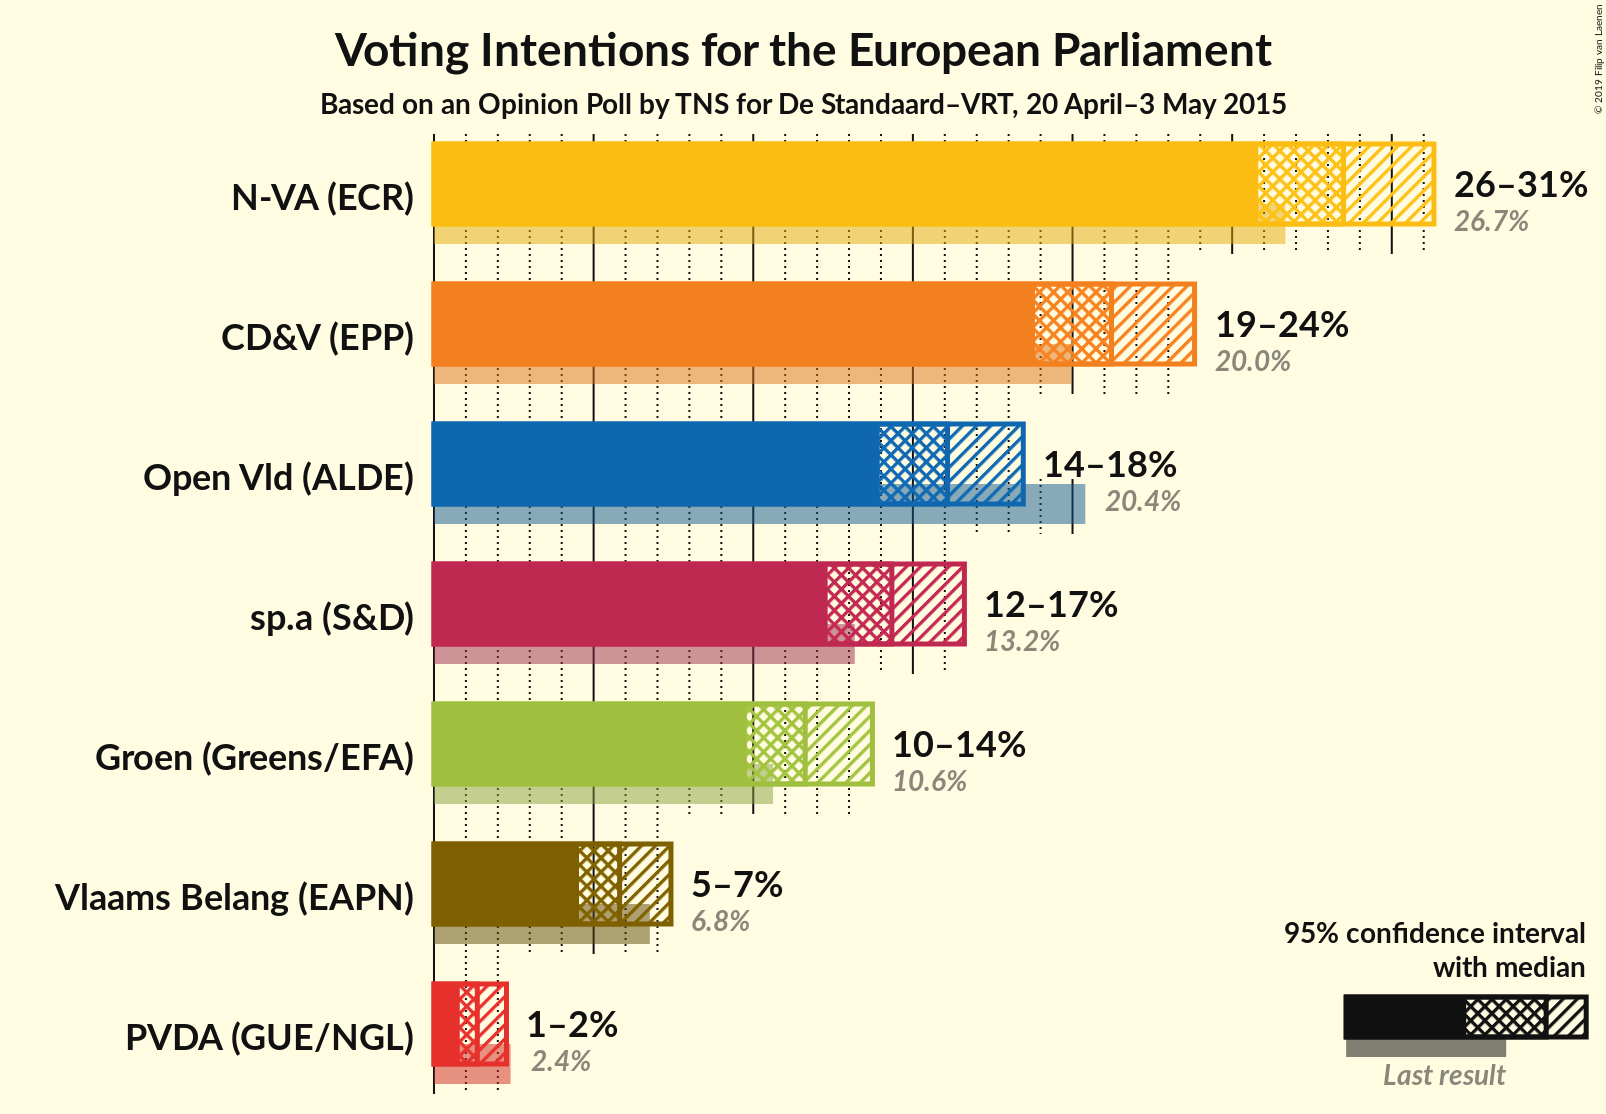 Voting Intentions for the European Parliament
Based on an Opinion Poll by TNS for De Standaard–VRT, 20 April–3 May 2015
© 2019 Filip van Laenen
N-VA (ECR)
26–31%
26.7%
CD&V (EPP)
19–24%
20.0%
Open Vld (ALDE)
14–18%
20.4%
sp.a (S&D)
12–17%
13.2%
Groen (Greens/EFA)
10–14%
10.6%
Vlaams Belang (EAPN)
5–7%
6.8%
PVDA (GUE/NGL)
1–2%
2.4%
95% confidence interval
with median
Last result